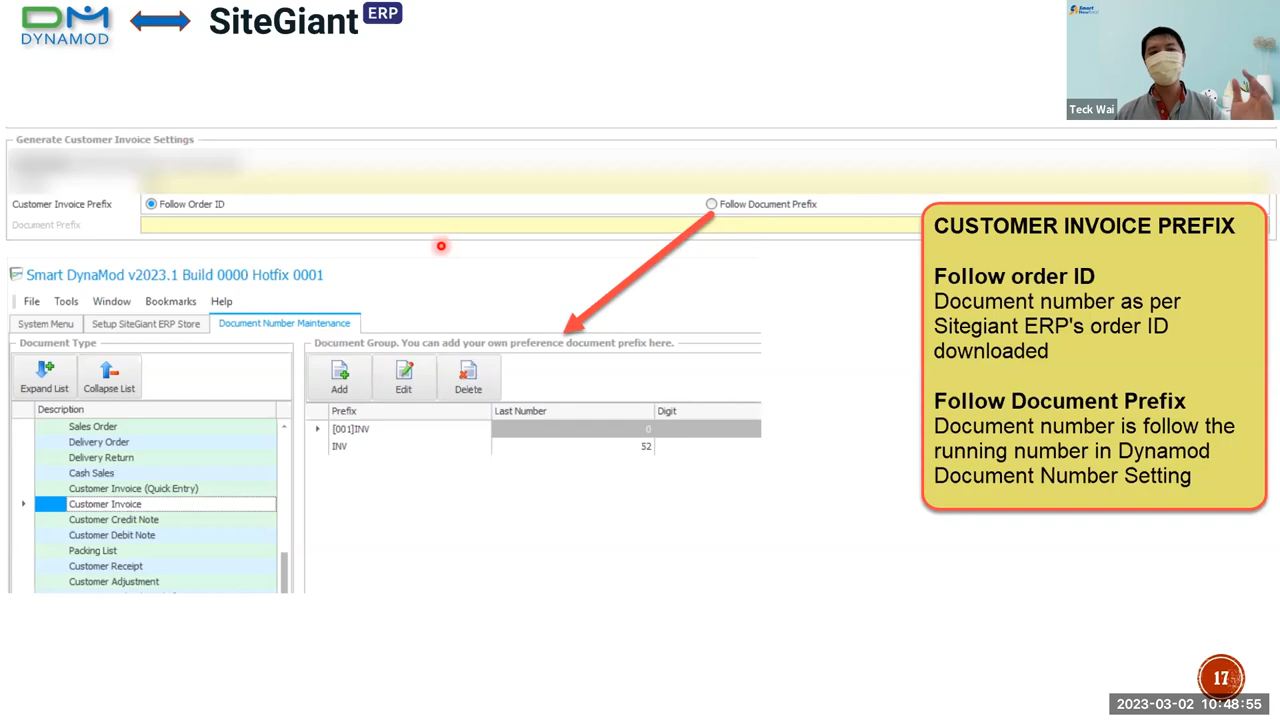 DM
DYNAMOD
SiteGiant ERP
Smart
Teck Wai
Generate Customer Invoice Settings
Customer Invoice Prefix
Follow Order ID
Follow Document Prefix
Document Prefix
CUSTOMER INVOICE PREFIX
Follow order ID
Document number as per
Sitegiant ERP's order ID
downloaded
Follow Document Prefix
Document number is follow the
running number in Dynamod
Document Number Setting
Smart DynaMod v2023.1 Build 0000 Hotfix 0001
File Tools Window Bookmarks Help
System Menu Setup SiteGiant ERP Store Document Number Maintenance
Document Type
Expand List Collapse List
Description
Sales Order
Delivery Order
Delivery Return
Cash Sales
Customer Invoice (Quick Entry)
Customer Invoice
Customer Credit Note
Customer Debit Note
Packing List
Customer Receipt
Customer Adjustment
Document Group. You can add your own preference document prefix here.
Add Edit Delete
Prefix Last Number Digit
[001]INV 0
INV 52
17
2023-03-02 10:48:55